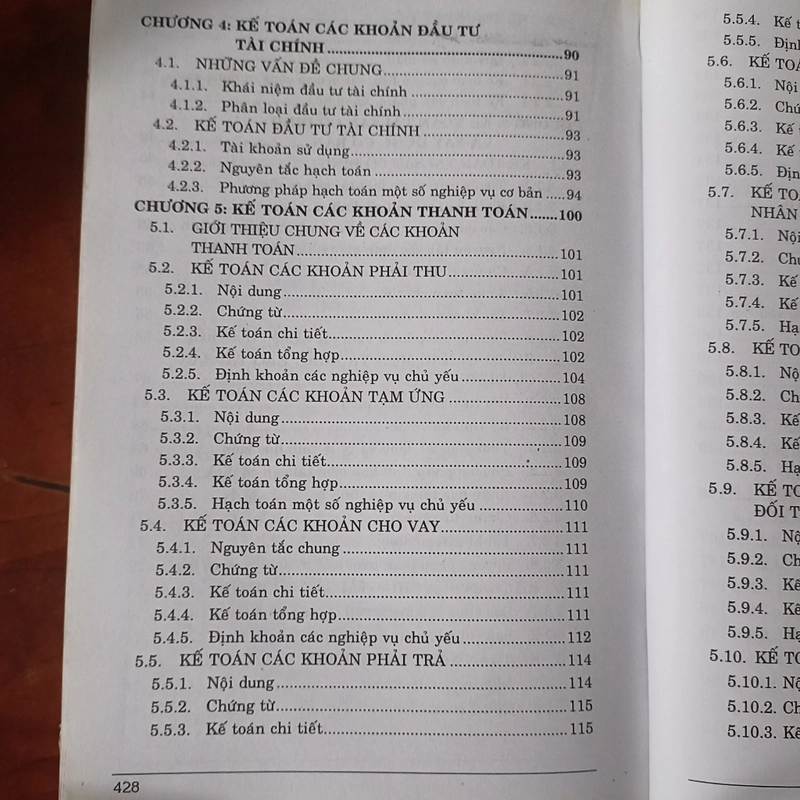 CHƯƠNG 4: KẾ TOÁN CÁC KHOẢN ĐẦU TƯ
TÀI CHÍNH ..... 90
4.1. NHỮNG VẤN ĐỀ CHUNG ..... 91
4.1.1. Khái niệm đầu tư tài chính ..... 91
4.1.2. Phân loại đầu tư tài chính ..... 91
4.2. KẾ TOÁN ĐẦU TƯ TÀI CHÍNH ..... 93
4.2.1. Tài khoản sử dụng ..... 93
4.2.2. Nguyên tắc hạch toán ..... 93
4.2.3. Phương pháp hạch toán một số nghiệp vụ cơ bản ..... 94
CHƯƠNG 5: KẾ TOÁN CÁC KHOẢN THANH TOÁN ..... 100
5.1. GIỚI THIỆU CHUNG VỀ CÁC KHOẢN
THANH TOÁN ..... 101
5.2. KẾ TOÁN CÁC KHOẢN PHẢI THU ..... 101
5.2.1. Nội dung ..... 101
5.2.2. Chứng từ ..... 102
5.2.3. Kế toán chi tiết ..... 102
5.2.4. Kế toán tổng hợp ..... 102
5.2.5. Định khoản các nghiệp vụ chủ yếu ..... 104
5.3. KẾ TOÁN CÁC KHOẢN TẠM ỨNG ..... 108
5.3.1. Nội dung ..... 108
5.3.2. Chứng từ ..... 109
5.3.3. Kế toán chi tiết ..... 109
5.3.4. Kế toán tổng hợp ..... 109
5.3.5. Hạch toán một số nghiệp vụ chủ yếu ..... 110
5.4. KẾ TOÁN CÁC KHOẢN CHO VAY ..... 111
5.4.1. Nguyên tắc chung ..... 111
5.4.2. Chứng từ ..... 111
5.4.3. Kế toán chi tiết ..... 111
5.4.4. Kế toán tổng hợp ..... 111
5.4.5. Định khoản các nghiệp vụ chủ yếu ..... 112
5.5. KẾ TOÁN CÁC KHOẢN PHẢI TRẢ ..... 114
5.5.1. Nội dung ..... 114
5.5.2. Chứng từ ..... 115
5.5.3. Kế toán chi tiết ..... 115
428
5.5.4. Kế
5.5.5.
5.6. KẾ
5.6.1. Nội
5.6.2.
5.6.3. Kế
5.6.4. Kế
5.6.5.
5.7. KẾ
NHÂN
5.7.1. Nội
5.7.2.
5.7.3. Kế
5.7.4. Kế
5.7.5.
5.8. KẾ
5.8.1.
5.8.2.
5.8.3. Kế
5.8.4. Kế
5.8.5.
5.9. KẾ
ĐỐI
5.9.1.
5.9.2.
5.9.3.
5.9.4.
5.9.5.
5.10. KẾ
5.10.1.
5.10.2.
5.10.3.